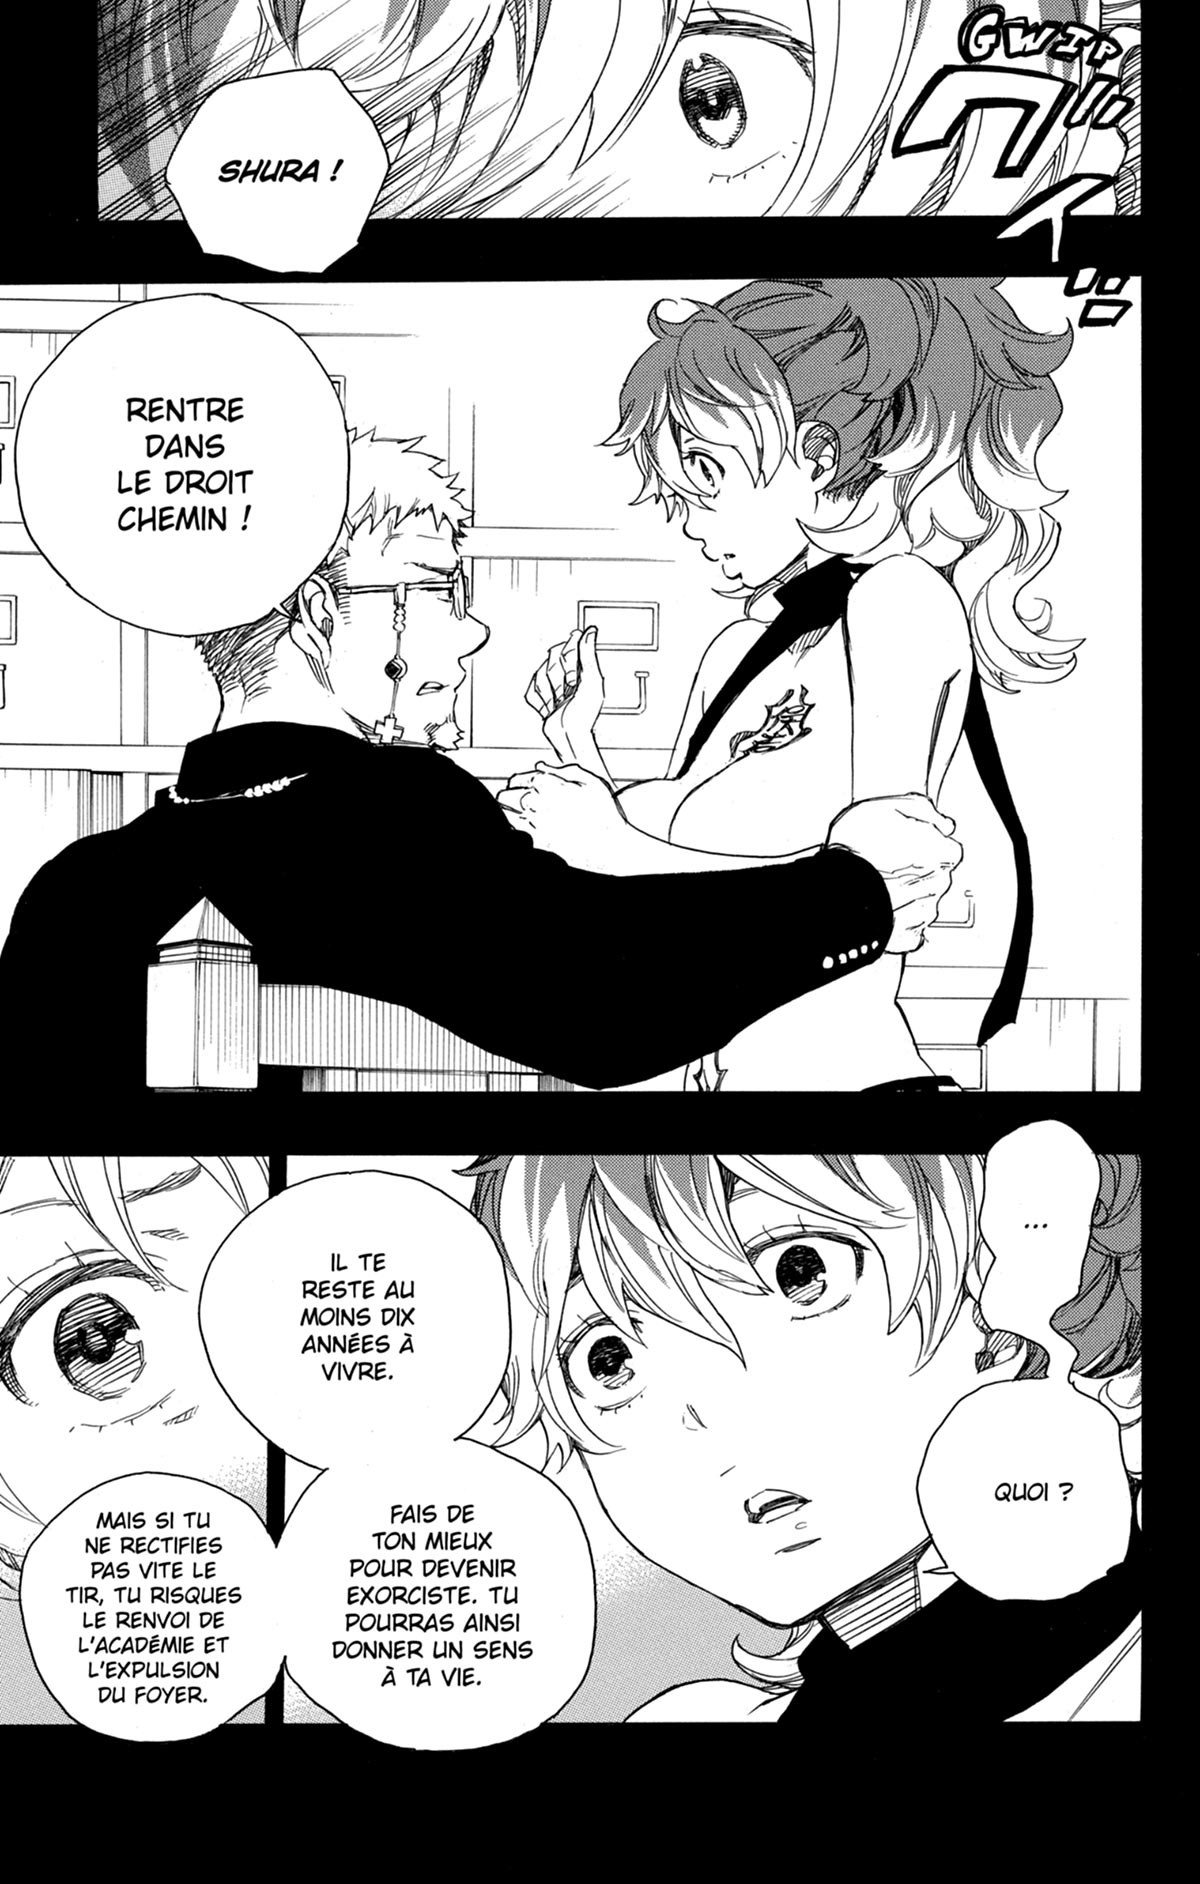 GWIP
グイ
SHURA !
RENTRE
DANS
LE DROIT
CHEMIN !
...
QUOI ?
IL TE
RESTE AU
MOINS DIX
ANNÉES À
VIVRE.
FAIS DE
TON MIEUX
POUR DEVENIR
EXORCISTE. TU
POURRAS AINSI
DONNER UN SENS
À TA VIE.
MAIS SI TU
NE RECTIFIES
PAS VITE LE
TIR, TU RISQUES
LE RENVOI DE
L'ACADÉMIE ET
L'EXPULSION
DU FOYER.